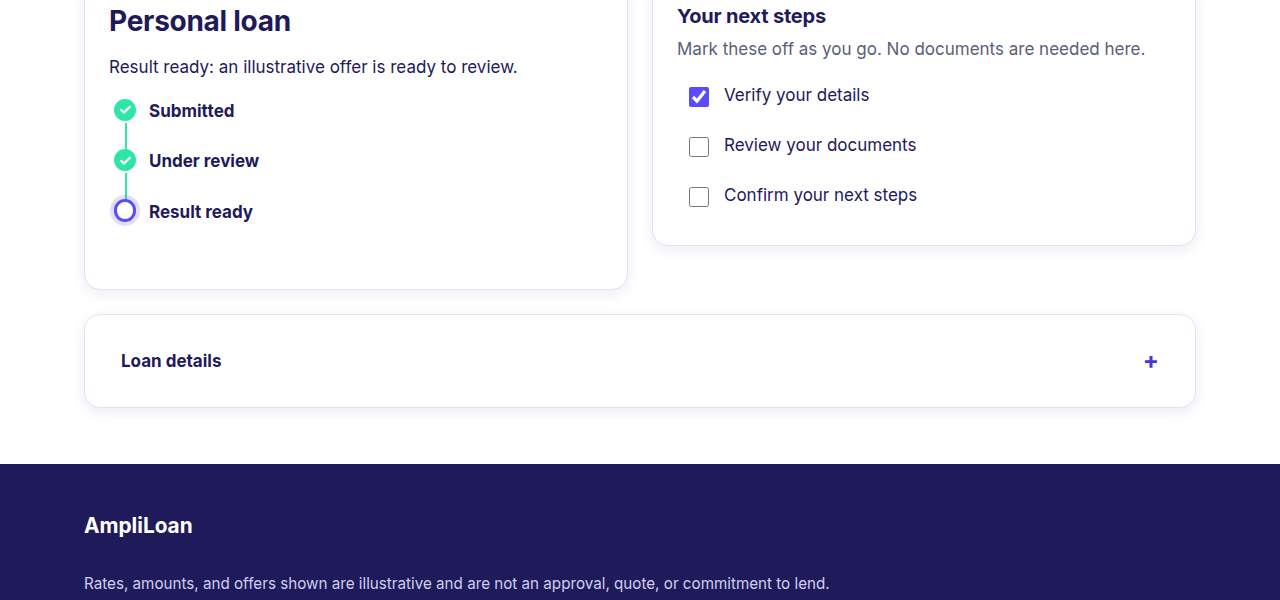 Personal loan
Result ready: an illustrative offer is ready to review.
Submitted
Under review
Result ready
Your next steps
Mark these off as you go. No documents are needed here.
Verify your details
Review your documents
Confirm your next steps
Loan details
+
AmpliLoan
Rates, amounts, and offers shown are illustrative and are not an approval, quote, or commitment to lend.